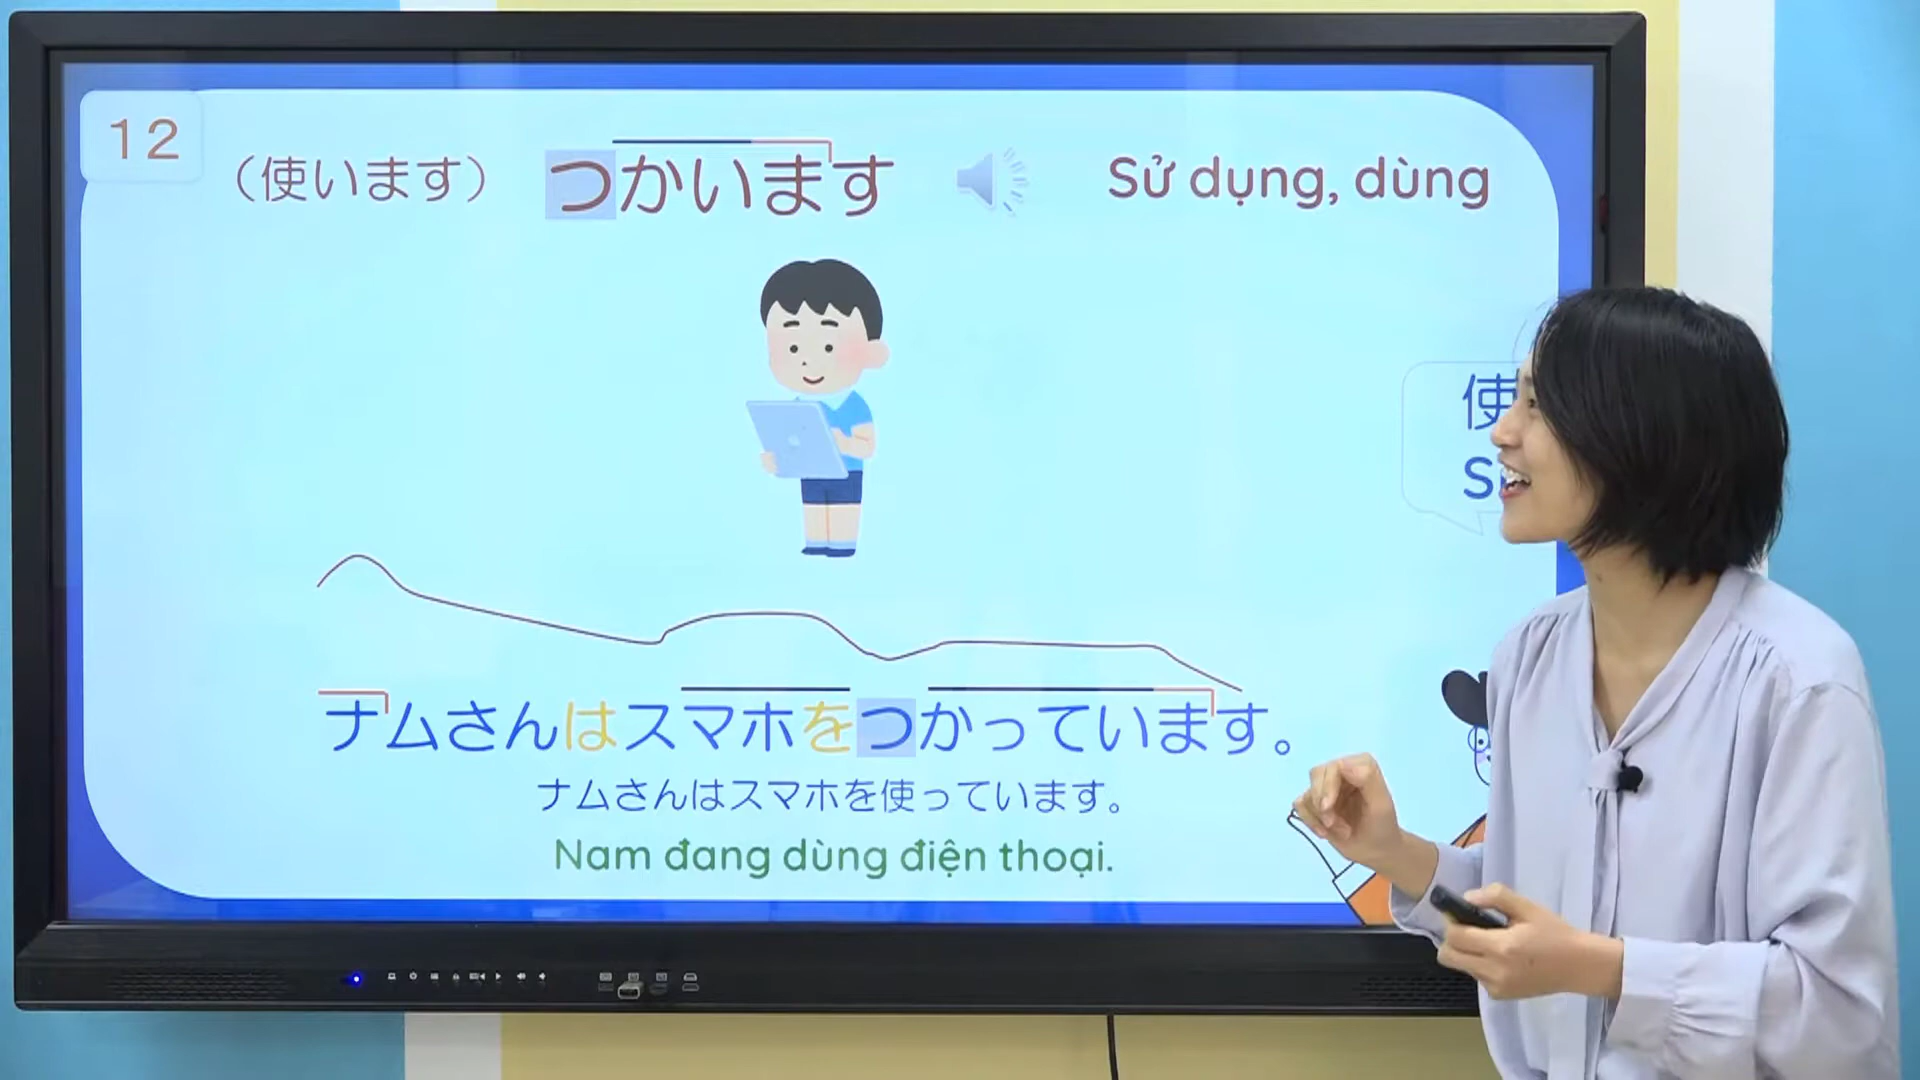 12
（使います） つかいます Sử dụng, dùng
使
ナムさんはスマホをつかっています。
ナムさんはスマホを使っています。
Nam đang dùng điện thoại.